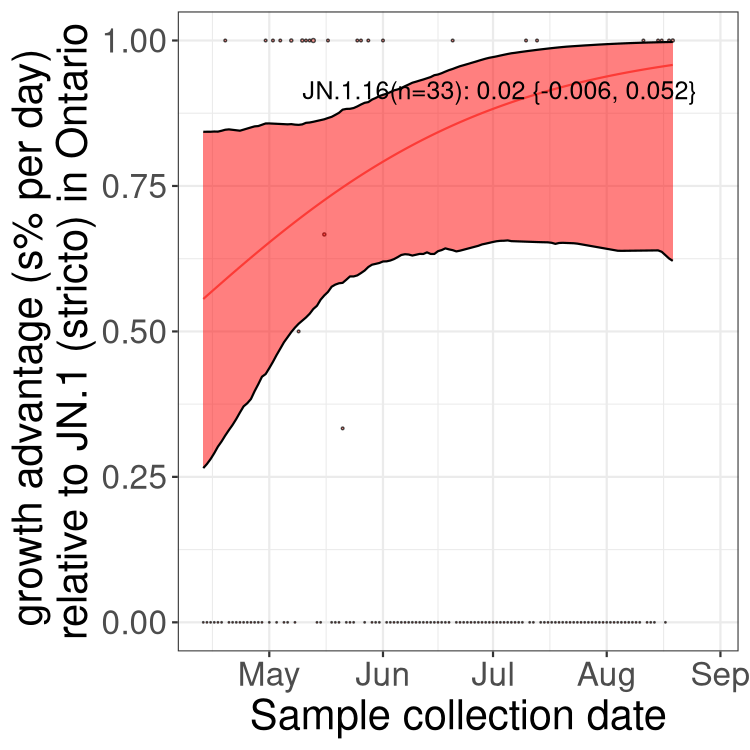 growth advantage (s% per day)
relative to JN.1 (stricto) in Ontario
1.00
0.75
0.50
0.25
0.00
JN.1.16(n=33): 0.02 {-0.006, 0.052}
May Jun Jul Aug Sep
Sample collection date